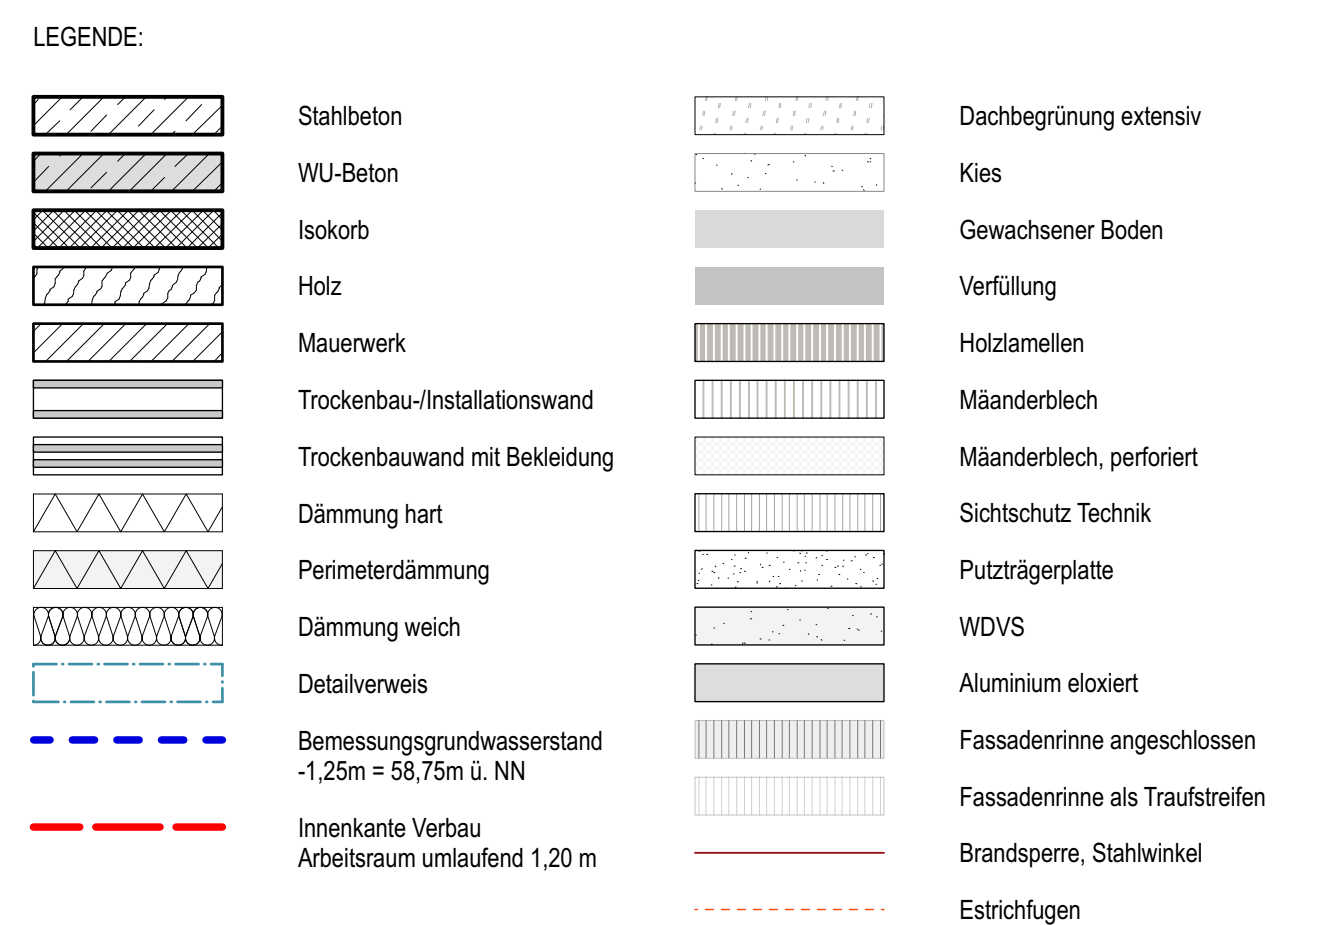 LEGENDE:
Stahlbeton
WU-Beton
Isokorb
Holz
Mauerwerk
Trockenbau-/Installationswand
Trockenbauwand mit Bekleidung
Dämmung hart
Perimeterdämmung
Dämmung weich
Detailverweis
Bemessungsgrundwasserstand
-1,25m = 58,75m ü. NN
Innenkante Verbau
Arbeitsraum umlaufend 1,20 m
Dachbegrünung extensiv
Kies
Gewachsener Boden
Verfüllung
Holzlamellen
Mäanderblech
Mäanderblech, perforiert
Sichtschutz Technik
Putzträgerplatte
WDVS
Aluminium eloxiert
Fassadenrinne angeschlossen
Fassadenrinne als Traufstreifen
Brandsperre, Stahlwinkel
Estrichfugen